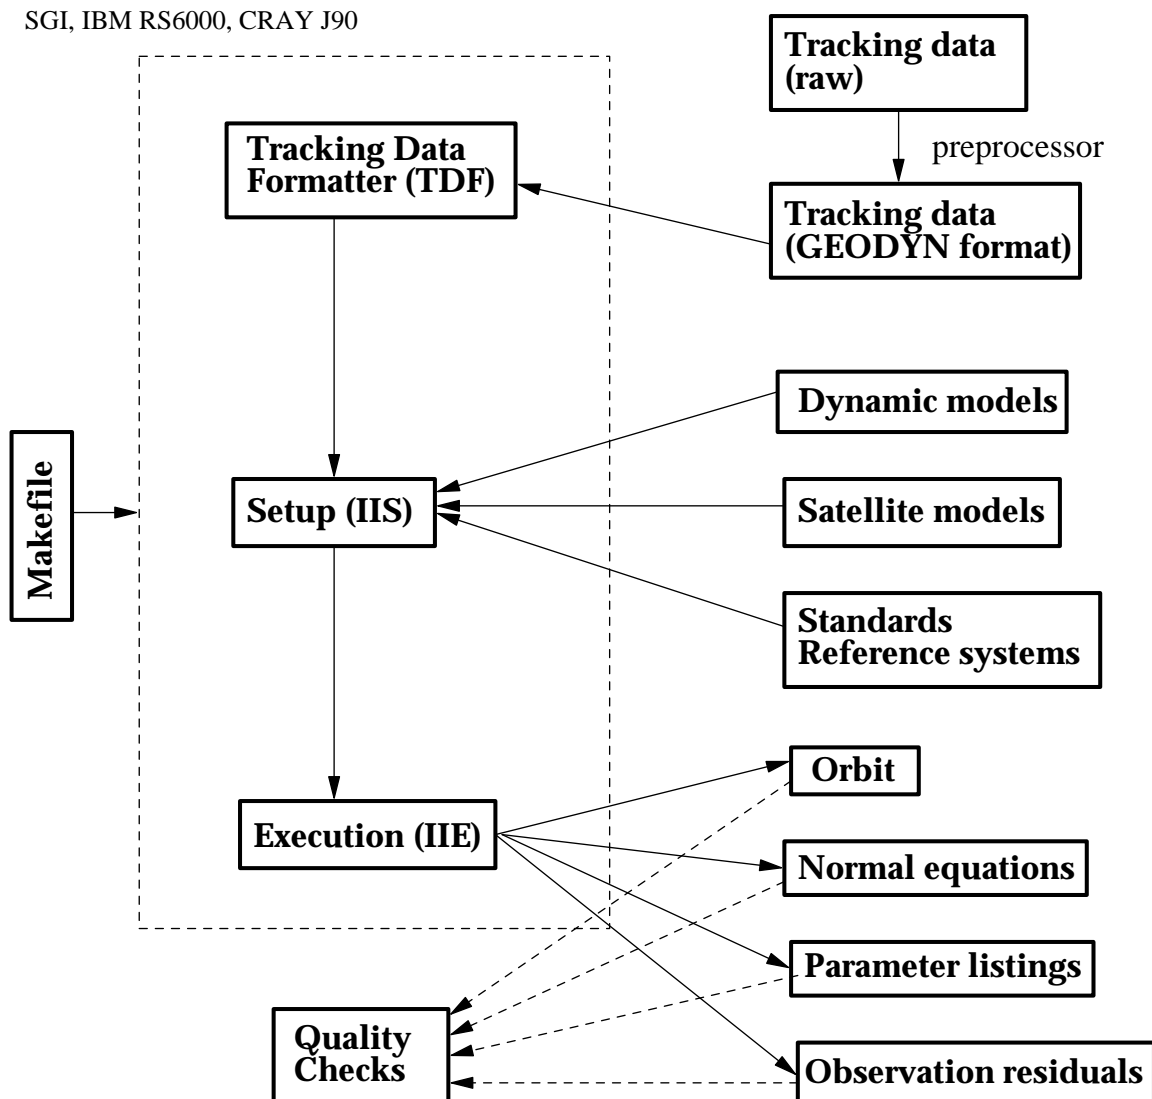 SGI, IBM RS6000, CRAY J90
Tracking data
(raw)
preprocessor
Tracking Data
Formatter (TDF)
Tracking data
(GEODYN format)
Dynamic models
Makefile
Setup (IIS)
Satellite models
Standards
Reference systems
Orbit
Execution (IIE)
Normal equations
Parameter listings
Quality
Checks
Observation residuals